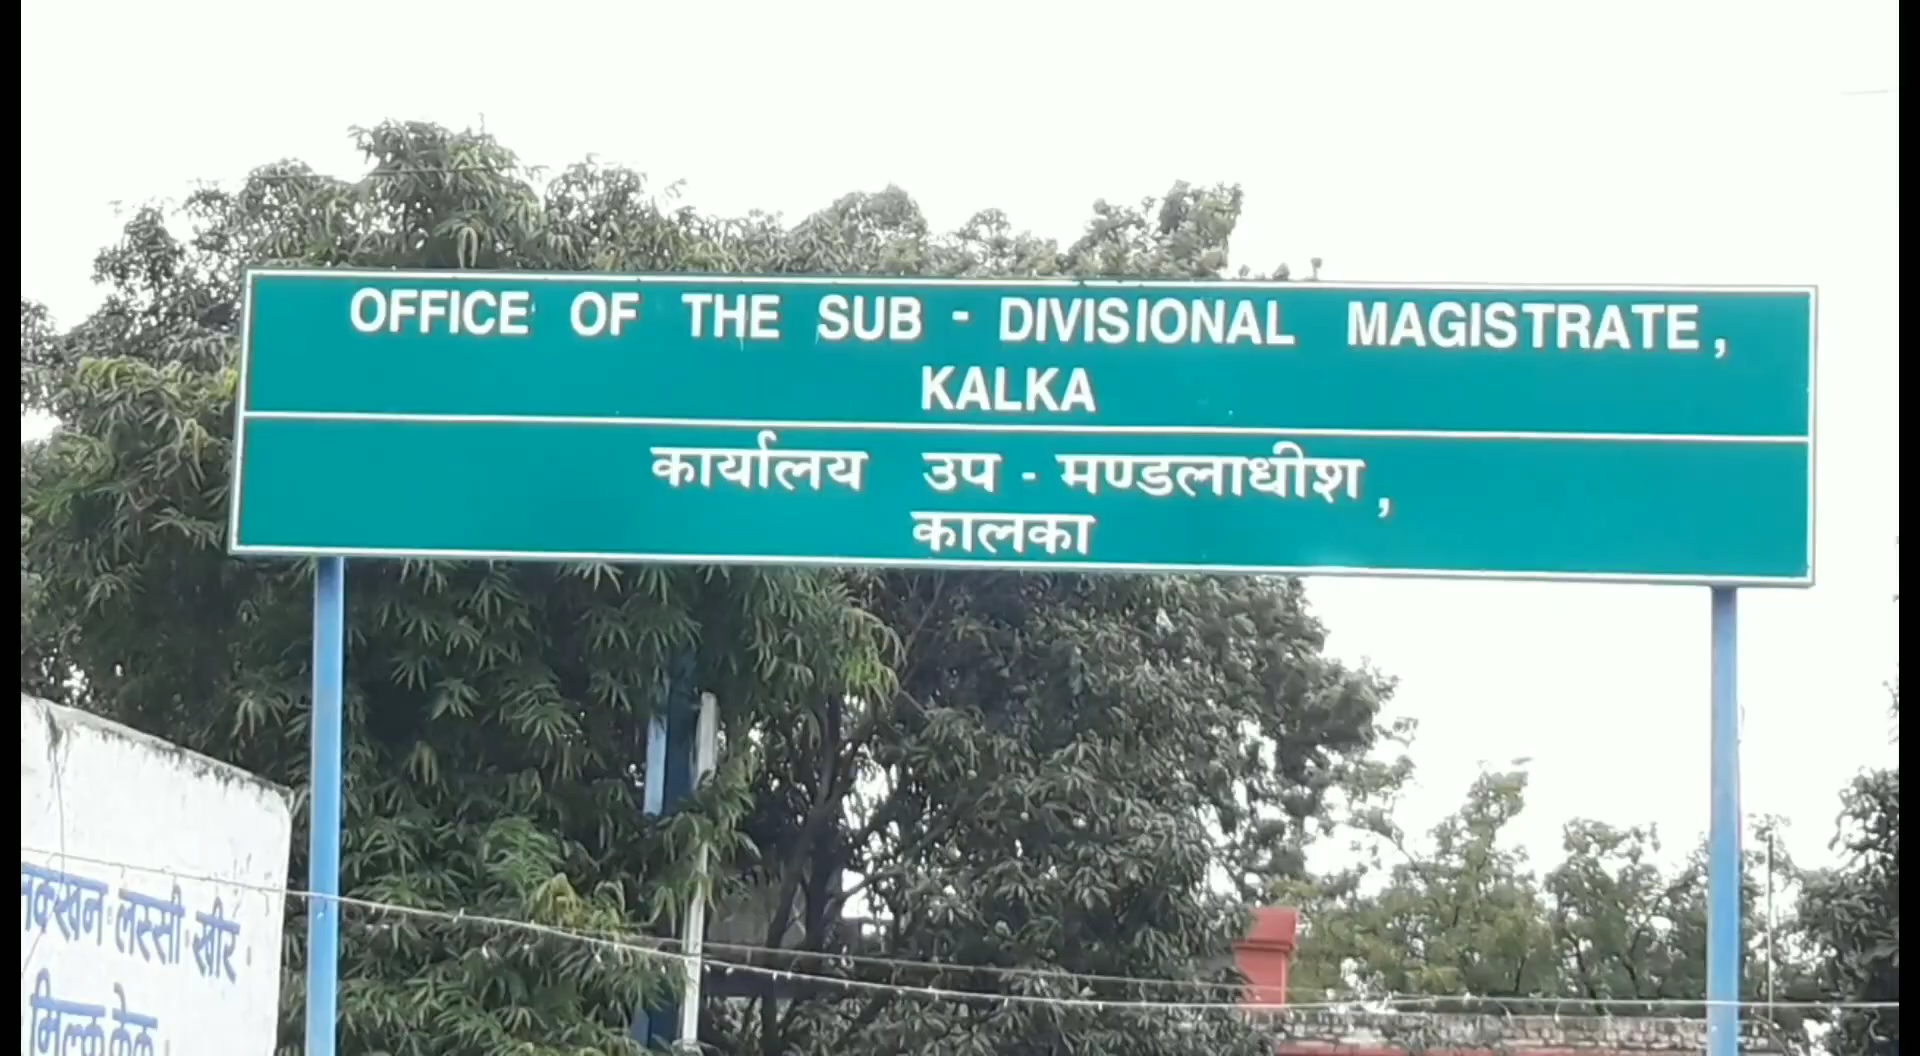 OFFICE OF THE SUB - DIVISIONAL MAGISTRATE,
KALKA
कार्यालय उप - मण्डलाधीश,
कालका
लस्सी खीर
मिल्क केक